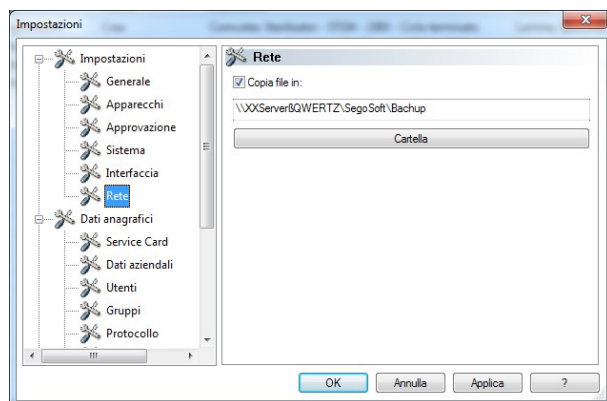 Impostazioni
Impostazioni
Generale
Apparecchi
Approvazione
Sistema
Interfaccia
Rete
Dati anagrafici
Service Card
Dati aziendali
Utenti
Gruppi
Protocollo
Rete
Copia file in:
\\XXServerßQWERTZ\SegoSoft\Bachup
Cartella
OK
Annulla
Applica
?